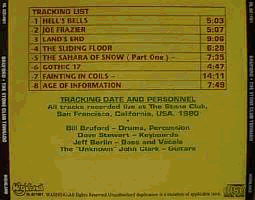 TRACKING LIST
1 - HELL'S BELLS 5:03
2 - JOE FRAZIER 5:07
3 - LAND'S END 9:06
4 - THE SLIDING FLOOR 6:28
5 - THE SAHARA OF SNOW ( Part One ) - 7:35
6 - GOTHIC 17 4:47
7 - FAINTING IN COILS - 14:11
8 - AGE OF INFORMATION 7:49
TRACKING DATE AND PERSONNEL
All tracks recorded live at The Stone Club,
San Francisco, California, USA, 1980
Bill Bruford - Drums, Percussion
Dave Stewart - Keyboards
Jeff Berlin - Bass and Vocals
The "Unknown" John Clark - Guitars